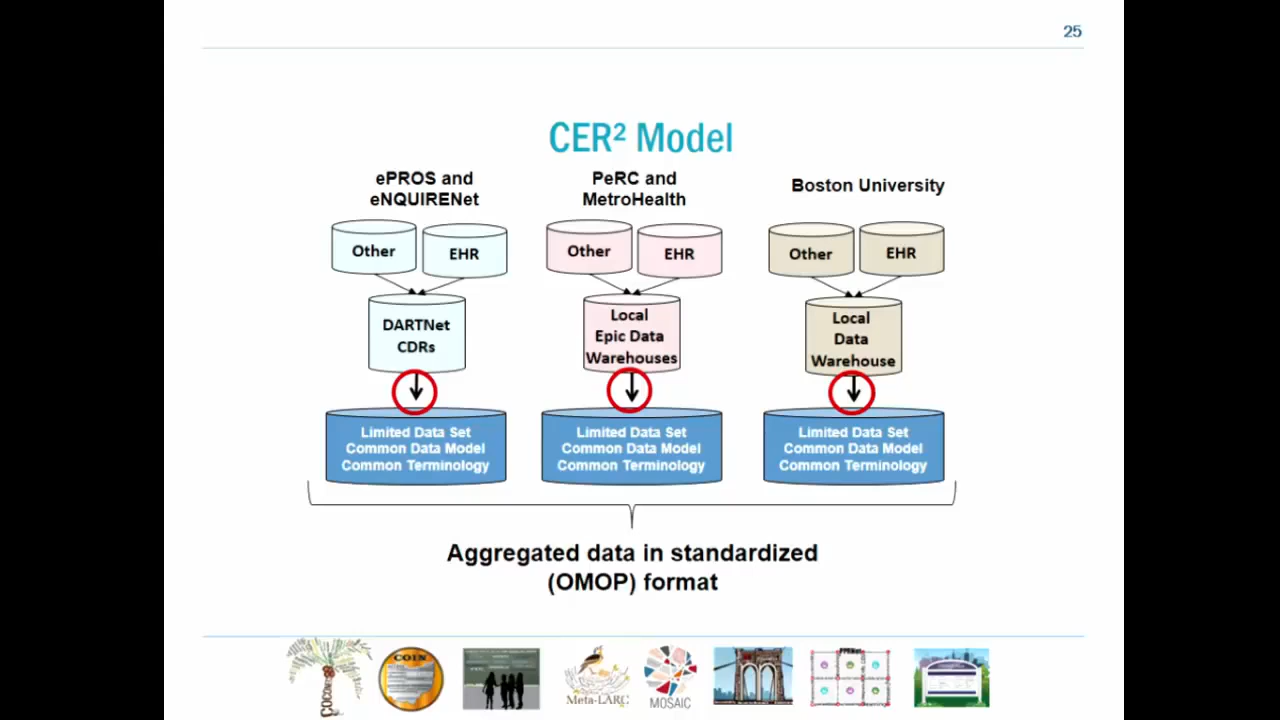 25
CER² Model
ePROS and
eNQUIRENet
PeRC and
MetroHealth
Boston University
Other
EHR
Other
EHR
Other
EHR
DARTNet
CDRs
Local
Epic Data
Warehouses
Local
Data
Warehouse
Limited Data Set
Common Data Model
Common Terminology
Limited Data Set
Common Data Model
Common Terminology
Limited Data Set
Common Data Model
Common Terminology
Aggregated data in standardized
(OMOP) format
COCONET
COIN
Meta-LARC
MOSAIC
PPRNet